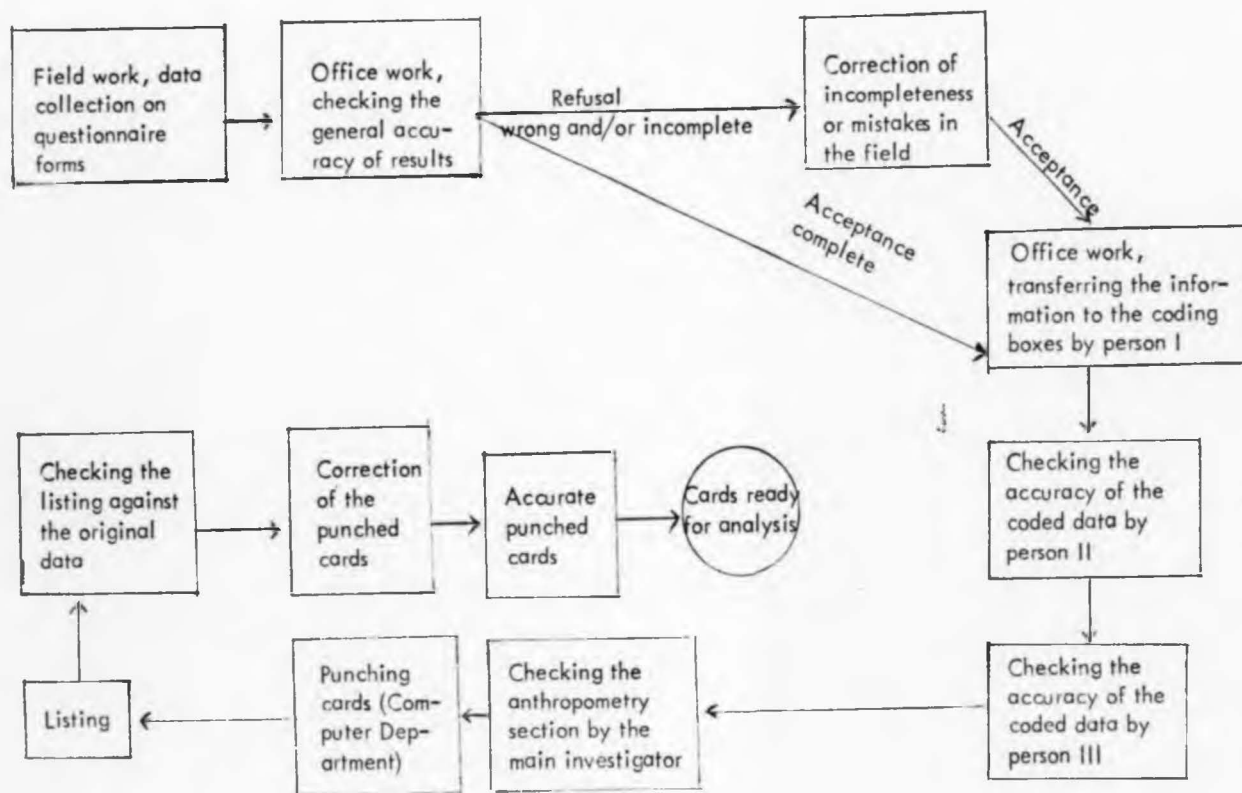 Field work, data
collection on
questionnaire
forms
Office work,
checking the
general accu-
racy of results
Refusal
wrong and/or incomplete
Correction of
incompleteness
or mistakes in
the field
Acceptance
Acceptance
complete
Office work,
transferring the infor-
mation to the coding
boxes by person I
Checking the
accuracy of the
coded data by
person II
Checking the
accuracy of the
coded data by
person III
Checking the
anthropometry
section by the
main investigator
Punching
cards (Com-
puter Dep-
artment)
Listing
Checking the
listing against
the original
data
Correction
of the
punched
cards
Accurate
punched
cards
Cards ready
for analysis